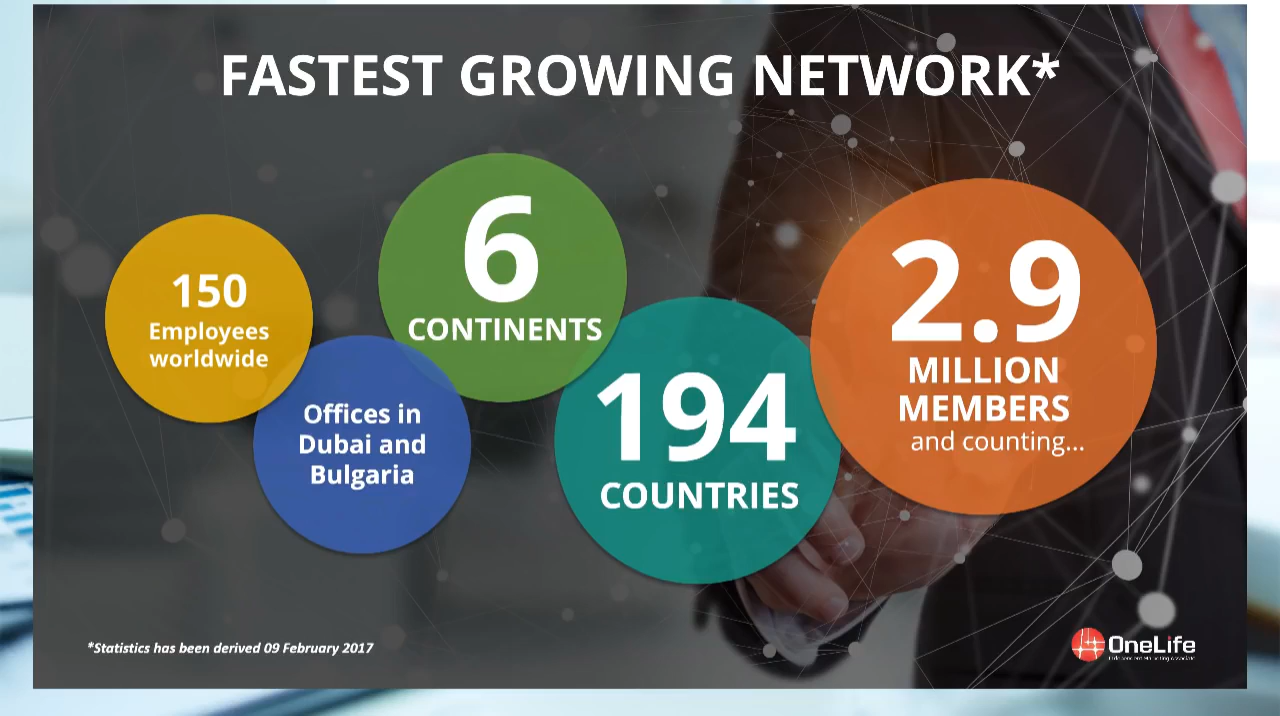 FASTEST GROWING NETWORK*
150
Employees
worldwide
Offices in
Dubai and
Bulgaria
6
CONTINENTS
194
COUNTRIES
2.9
MILLION
MEMBERS
and counting...
*Statistics has been derived 09 February 2017
OneLife